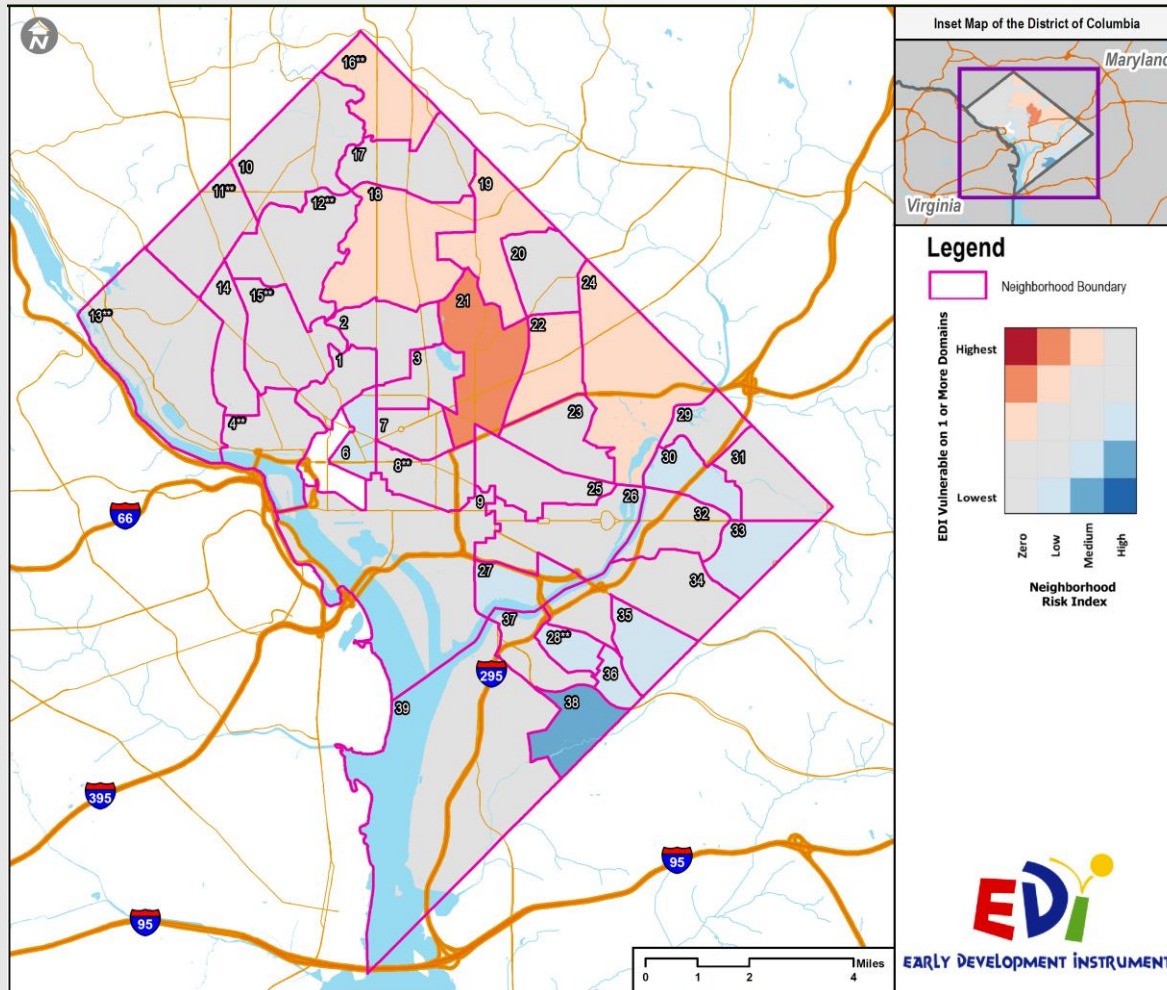 Inset Map of the District of Columbia
Maryland
Virginia
Legend
Neighborhood Boundary
EDI Vulnerable on 1 or More Domains
Highest
Lowest
Zero
Low
Medium
High
Neighborhood
Risk Index
EDI
EARLY DEVELOPMENT INSTRUMENT
N
16**
10
17
11**
12**
18
19
20
14
15**
24
13**
21
2
22
1
3
4**
7
23
29
6
8**
30
31
9
25
26
32
33
66
27
34
37
35
28**
36
295
38
39
395
95
95
Miles
0 1 2 4